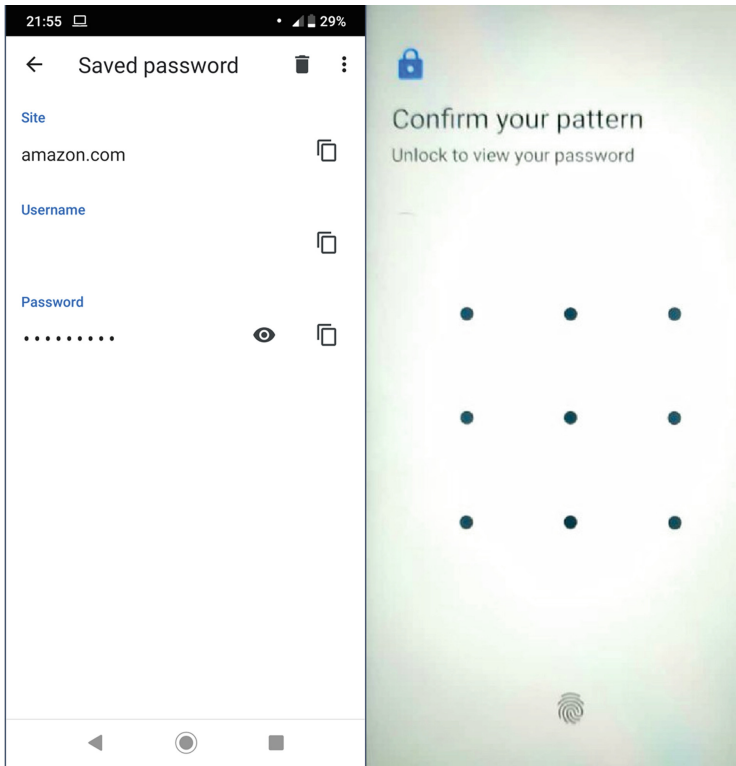 21:55
29%
Saved password
Site
amazon.com
Username
Password
•••••••••
Confirm your pattern
Unlock to view your password